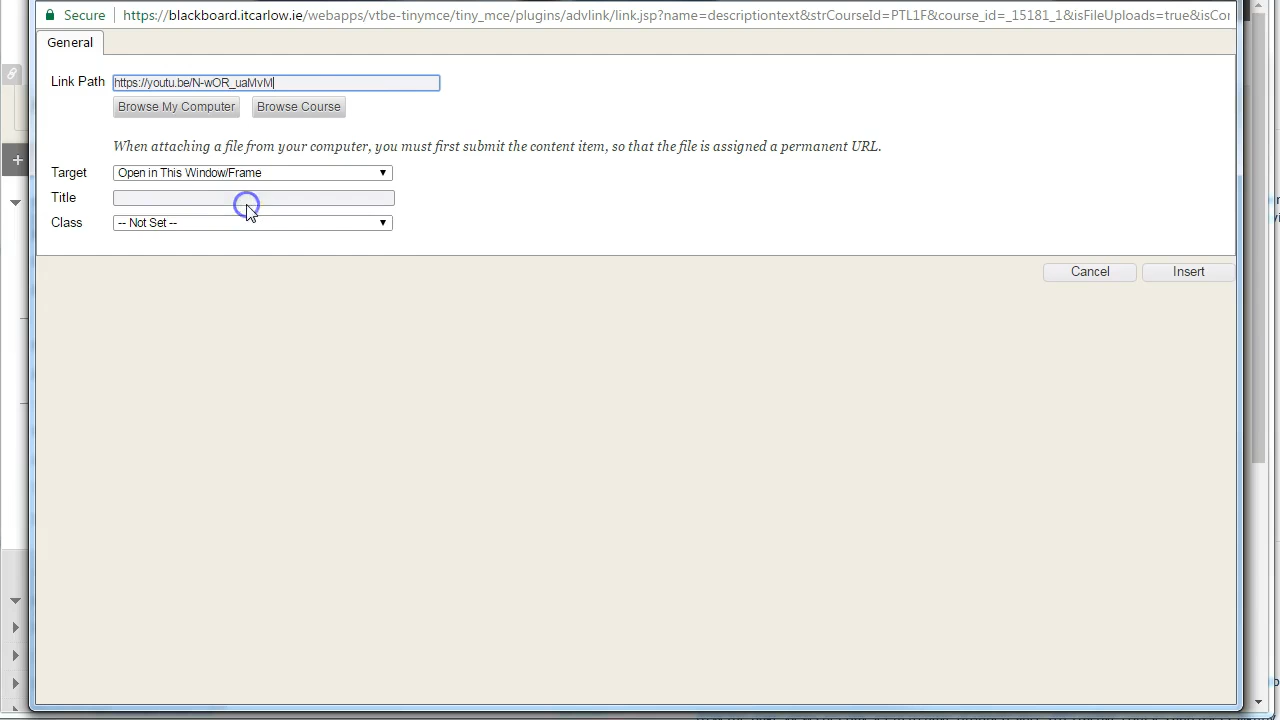 Secure https://blackboard.itcarlow.ie/webapps/vtbe-tinymce/tiny_mce/plugins/advlink/link.jsp?name=descriptiontext&strCourseId=PTL1F&course_id=_15181_1&isFileUploads=true&isCor
General
Link Path https://youtu.be/N-wOR_uaMvM
Browse My Computer Browse Course
When attaching a file from your computer, you must first submit the content item, so that the file is assigned a permanent URL.
Target Open in This Window/Frame
Title
Class -- Not Set --
Cancel Insert